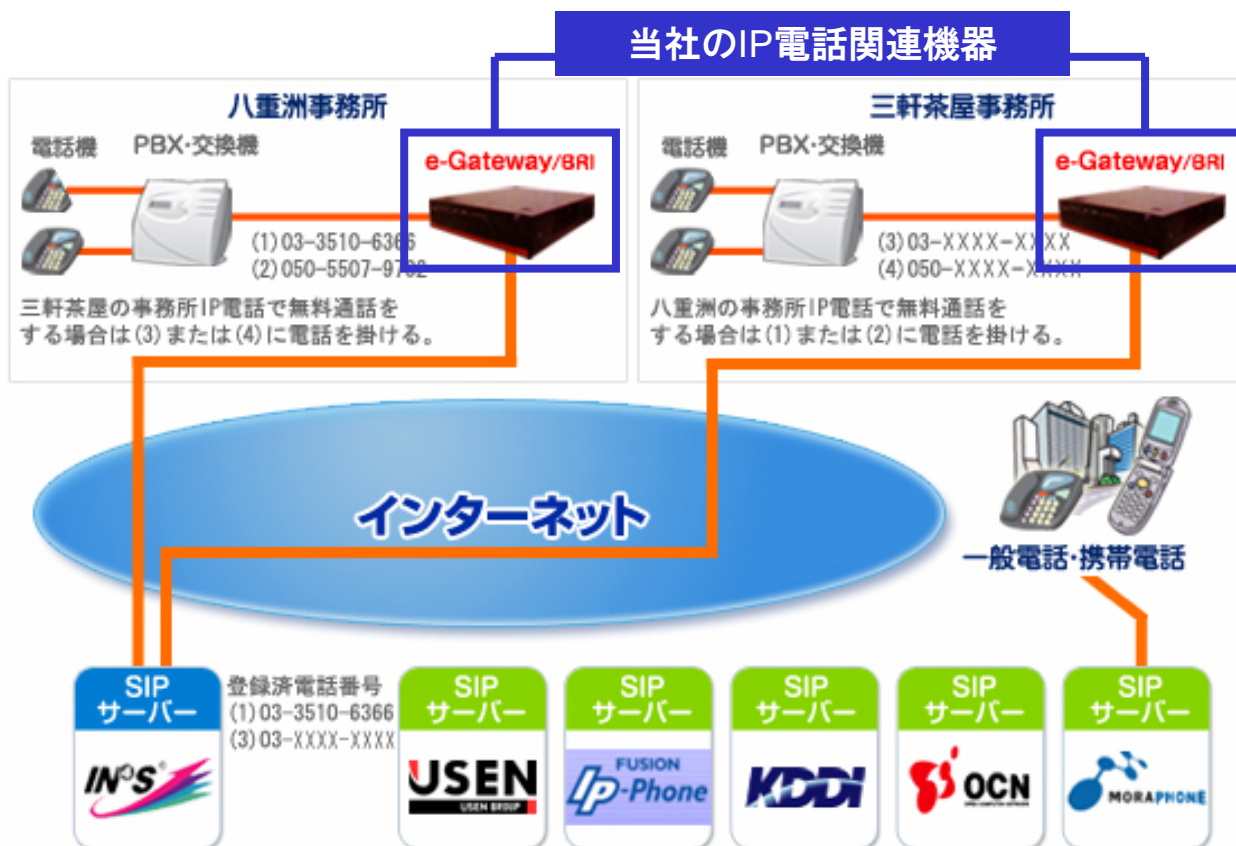 当社のIP電話関連機器
八重洲事務所
電話機 PBX・交換機
e-Gateway/BRI
(1)03-3510-6366
(2)050-5507-9702
三軒茶屋の事務所IP電話で無料通話を
する場合は(3)または(4)に電話を掛ける。
三軒茶屋事務所
電話機 PBX・交換機
e-Gateway/BRI
(3)03-XXXX-XXXX
(4)050-XXXX-XXXX
八重洲の事務所IP電話で無料通話を
する場合は(1)または(2)に電話を掛ける。
インターネット
一般電話・携帯電話
SIP
サーバー
INS
登録済電話番号
(1)03-3510-6366
(3)03-XXXX-XXXX
SIP
サーバー
USEN
USEN GROUP
SIP
サーバー
FUSION
Ip-Phone
SIP
サーバー
KDDI
SIP
サーバー
OCN
OPEN COMPUTER NETWORK
SIP
サーバー
MORAPHONE